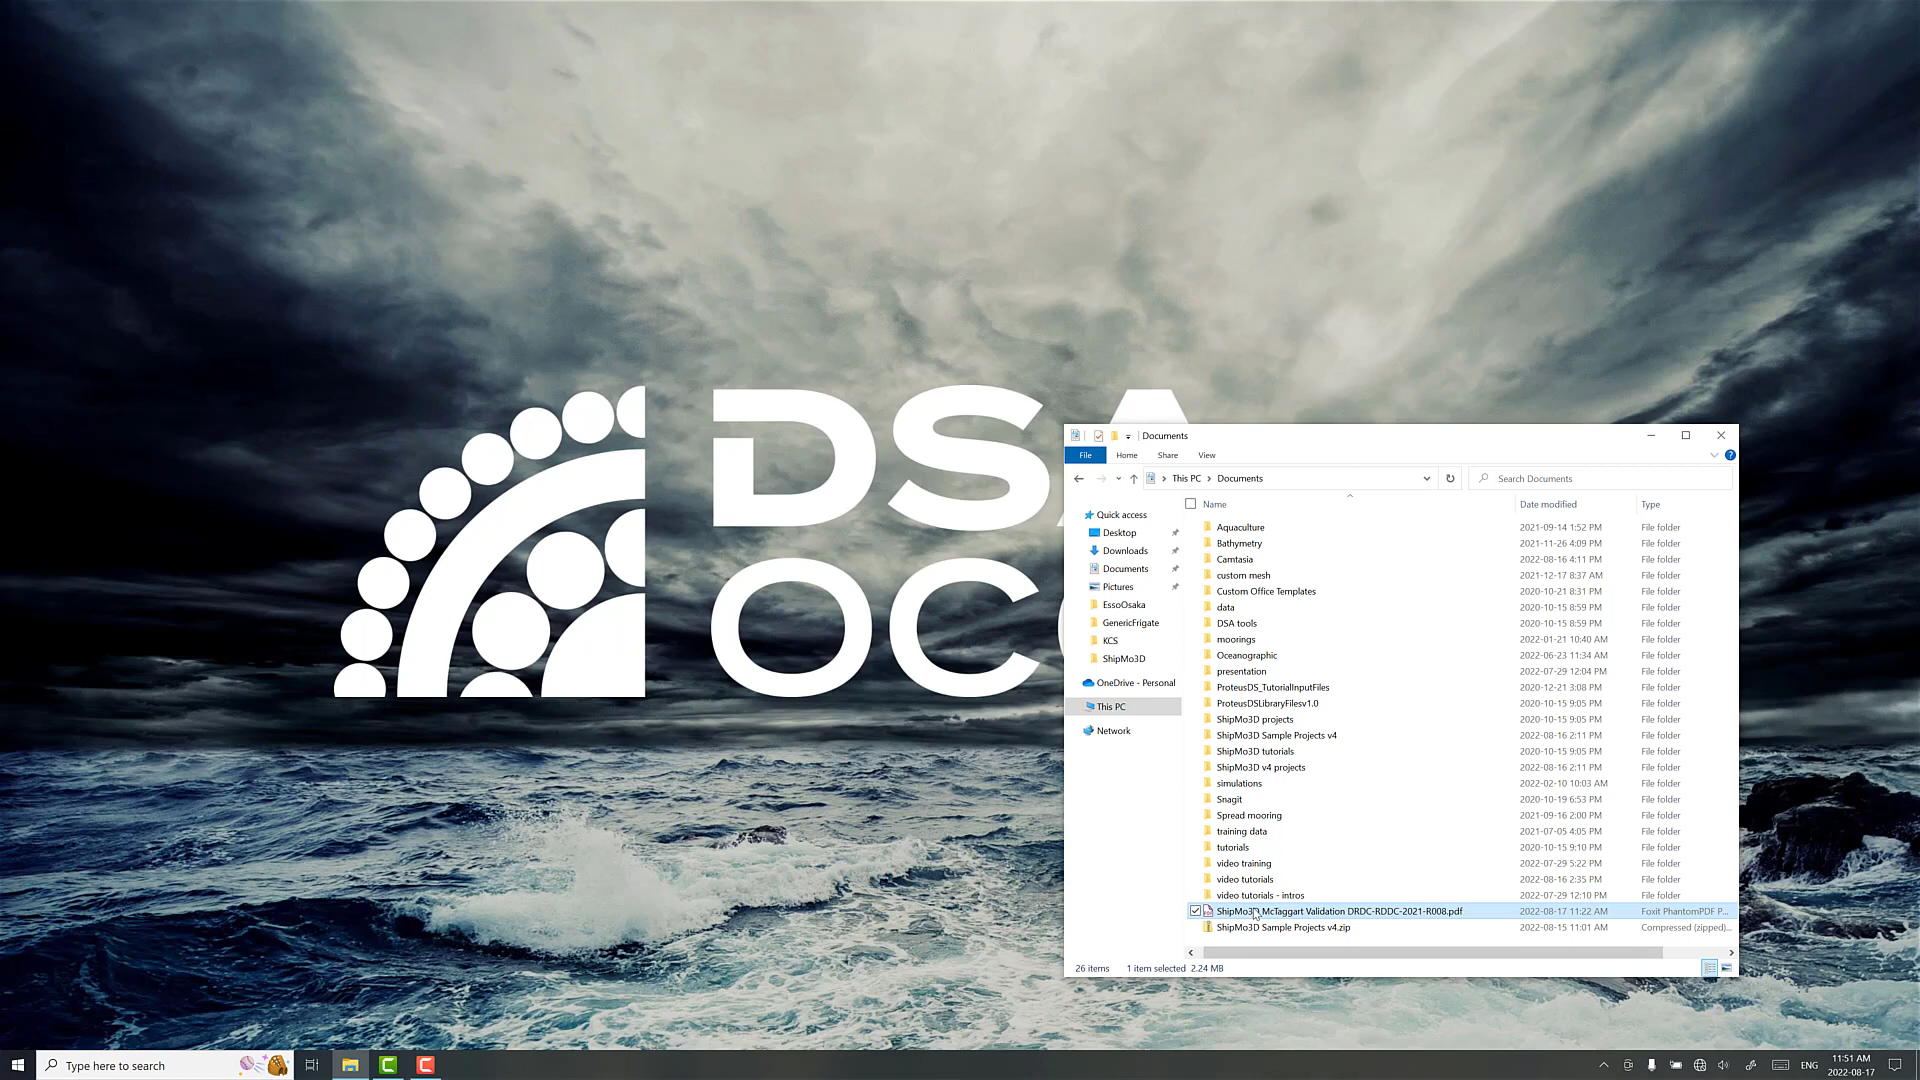 DSA
OC
Documents
File Home Share View
This PC Documents
Search Documents
Name Date modified Type
Quick access
Desktop
Downloads
Documents
Pictures
EssoOsaka
GenericFrigate
KCS
ShipMo3D
OneDrive - Personal
This PC
Network
Aquaculture 2021-09-14 1:52 PM File folder
Bathymetry 2021-11-26 4:09 PM File folder
Camtasia 2022-08-16 4:11 PM File folder
custom mesh 2021-12-17 8:37 AM File folder
Custom Office Templates 2020-10-21 8:31 PM File folder
data 2020-10-15 8:59 PM File folder
DSA tools 2020-10-15 8:59 PM File folder
moorings 2022-01-21 10:40 AM File folder
Oceanographic 2022-06-23 11:34 AM File folder
presentation 2022-07-29 12:04 PM File folder
ProteusDS_TutorialInputFiles 2020-12-21 3:08 PM File folder
ProteusDSLibraryFilesv1.0 2020-10-15 9:05 PM File folder
ShipMo3D projects 2020-10-15 9:05 PM File folder
ShipMo3D Sample Projects v4 2022-08-16 2:11 PM File folder
ShipMo3D tutorials 2020-10-15 9:05 PM File folder
ShipMo3D v4 projects 2022-08-16 2:11 PM File folder
simulations 2022-02-10 10:03 AM File folder
Snagit 2020-10-19 6:53 PM File folder
Spread mooring 2021-09-16 2:00 PM File folder
training data 2021-07-05 4:05 PM File folder
tutorials 2020-10-15 9:10 PM File folder
video training 2022-07-29 5:22 PM File folder
video tutorials 2022-08-16 2:35 PM File folder
video tutorials - intros 2022-07-29 12:10 PM File folder
ShipMo3D McTaggart Validation DRDC-RDDC-2021-R008.pdf 2022-08-17 11:22 AM Foxit PhantomPDF P...
ShipMo3D Sample Projects v4.zip 2022-08-15 11:01 AM Compressed (zipped)...
26 items 1 item selected 2.24 MB
Type here to search
ENG
11:51 AM
2022-08-17